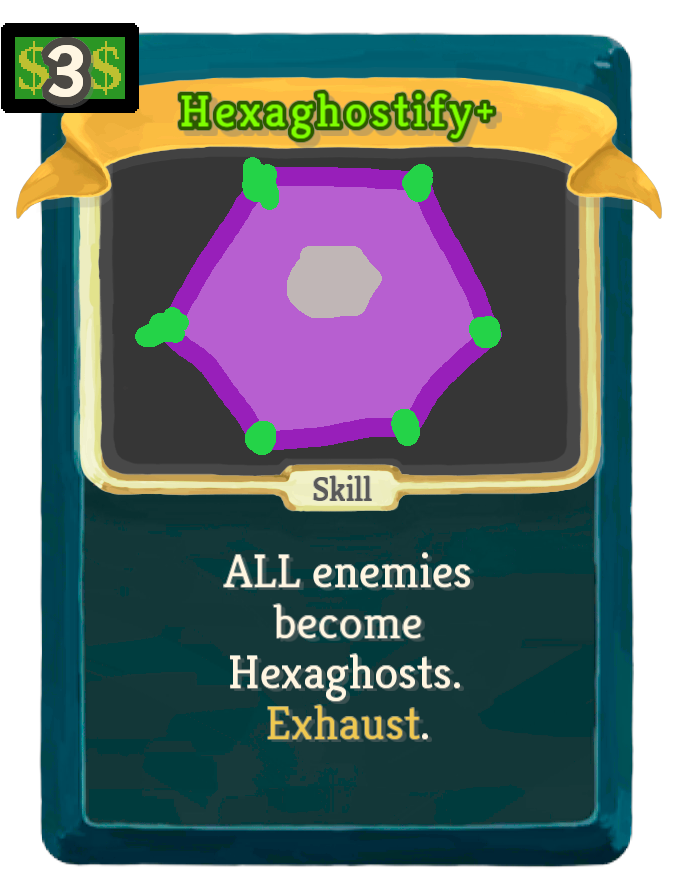 $3$
Hexaghostify+
Skill
ALL enemies
become
Hexaghosts.
Exhaust.